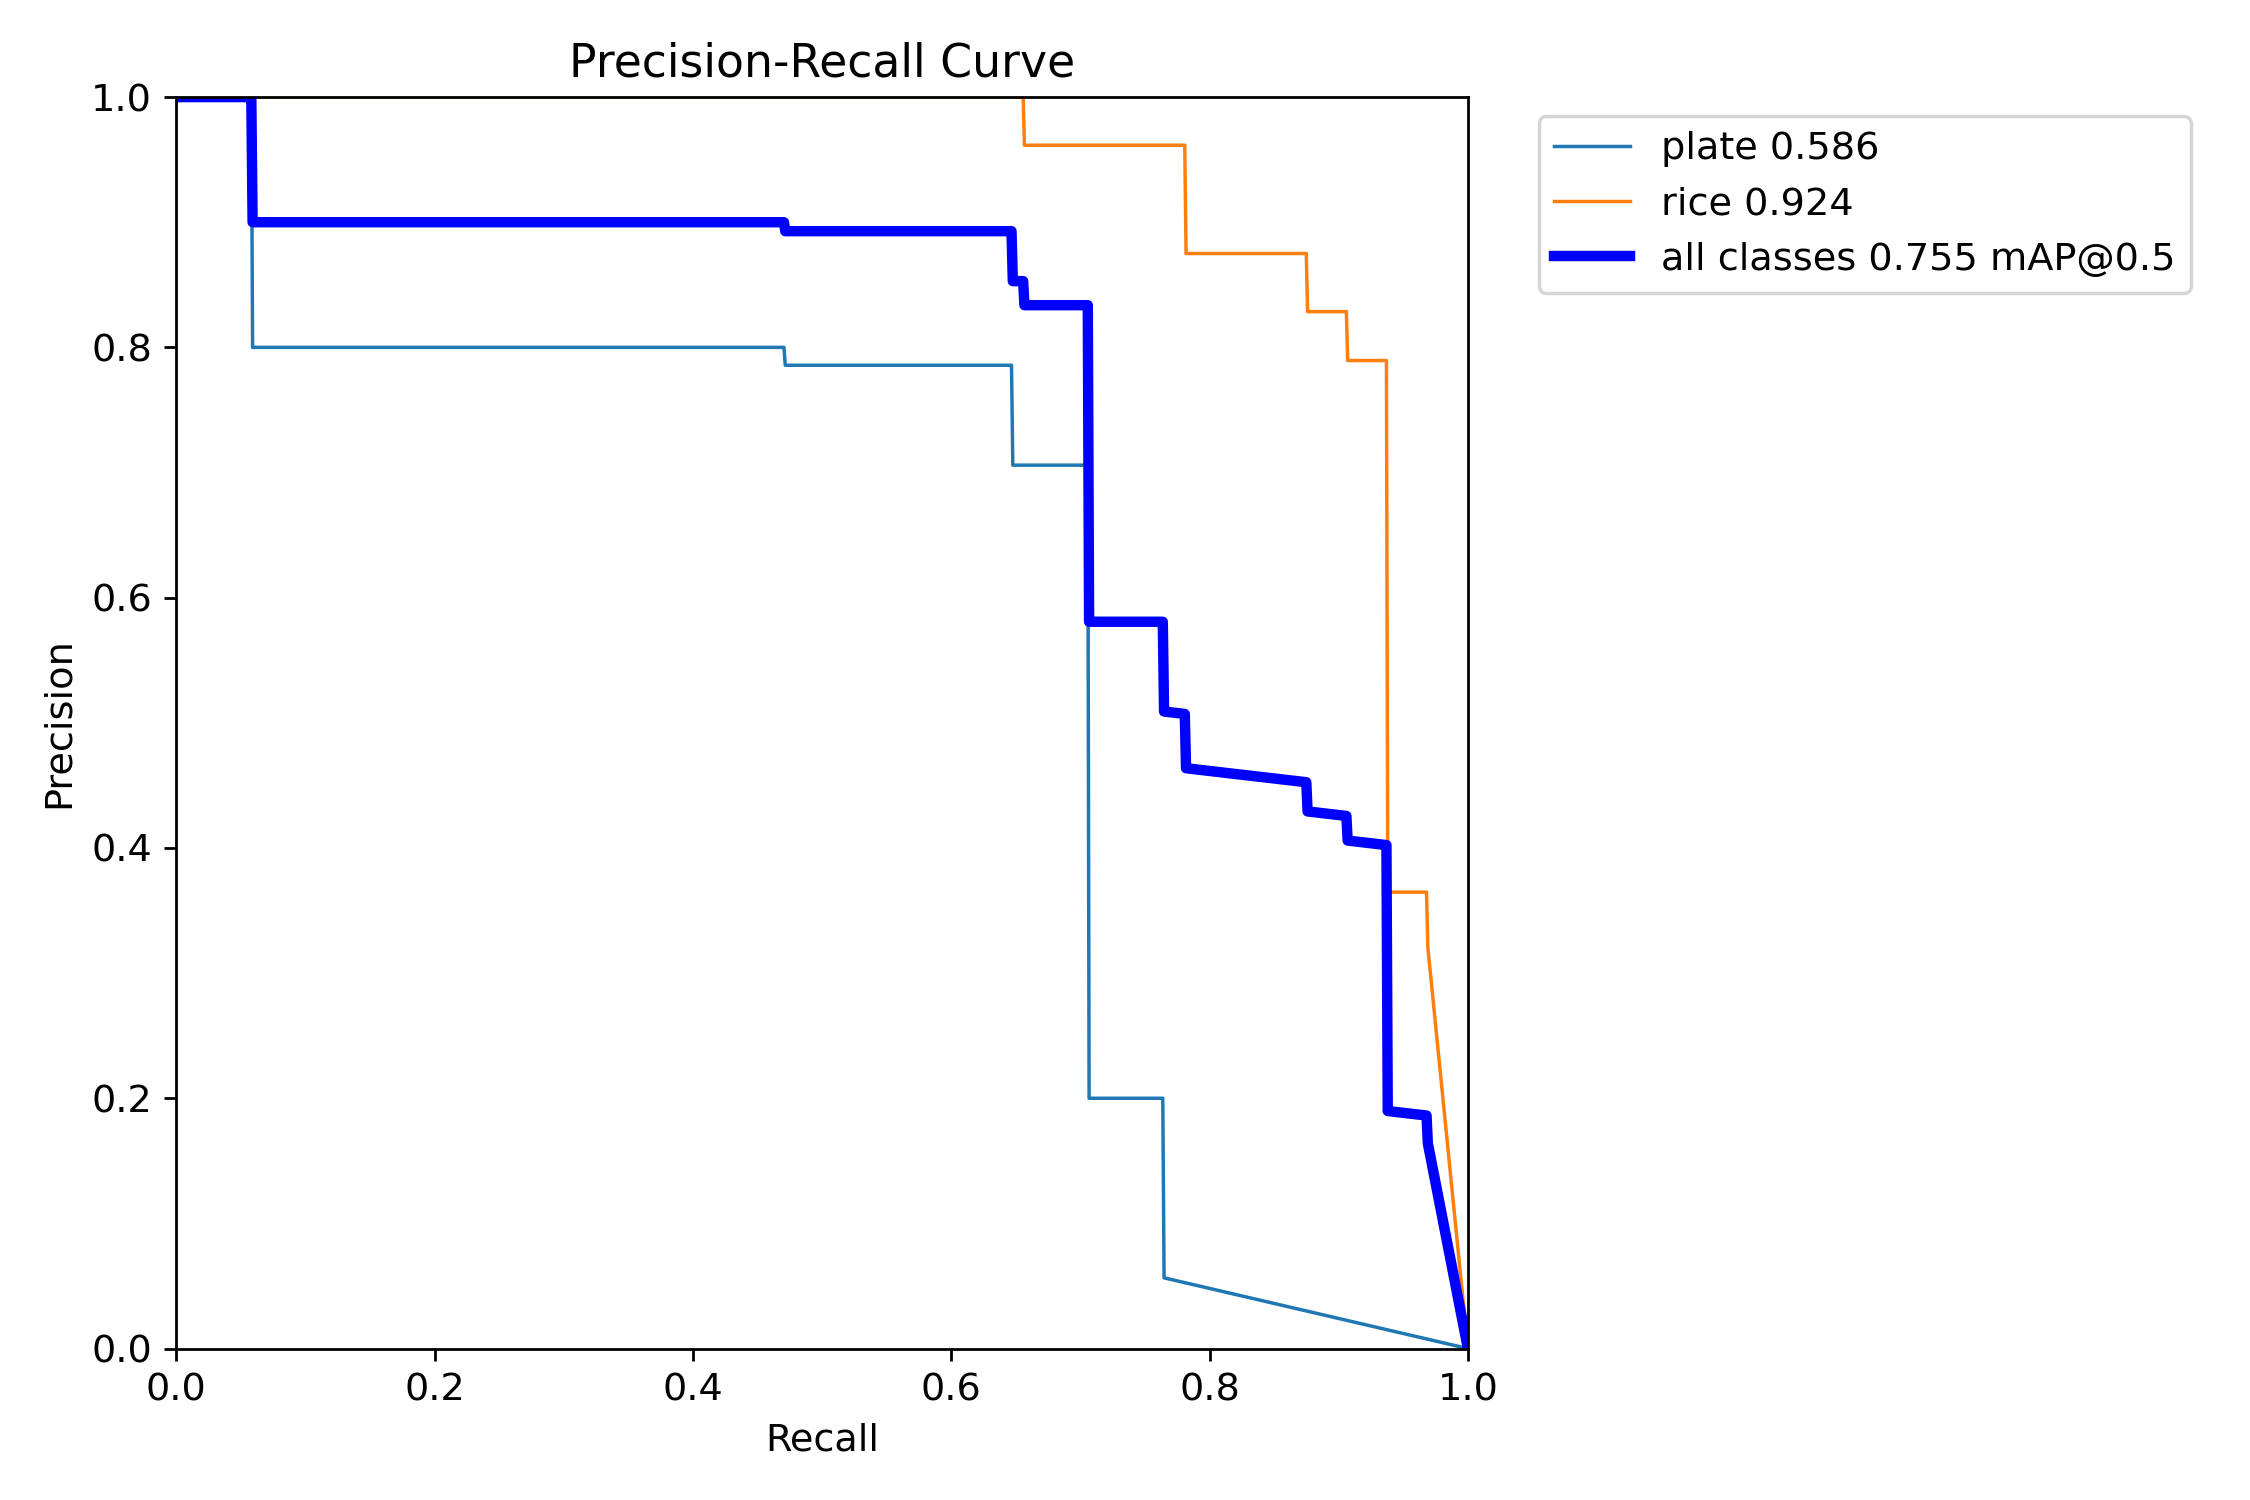 Precision-Recall Curve
1.0
0.8
0.6
0.4
0.2
0.0
Precision
0.0 0.2 0.4 0.6 0.8 1.0
Recall
plate 0.586
rice 0.924
all classes 0.755 mAP@0.5